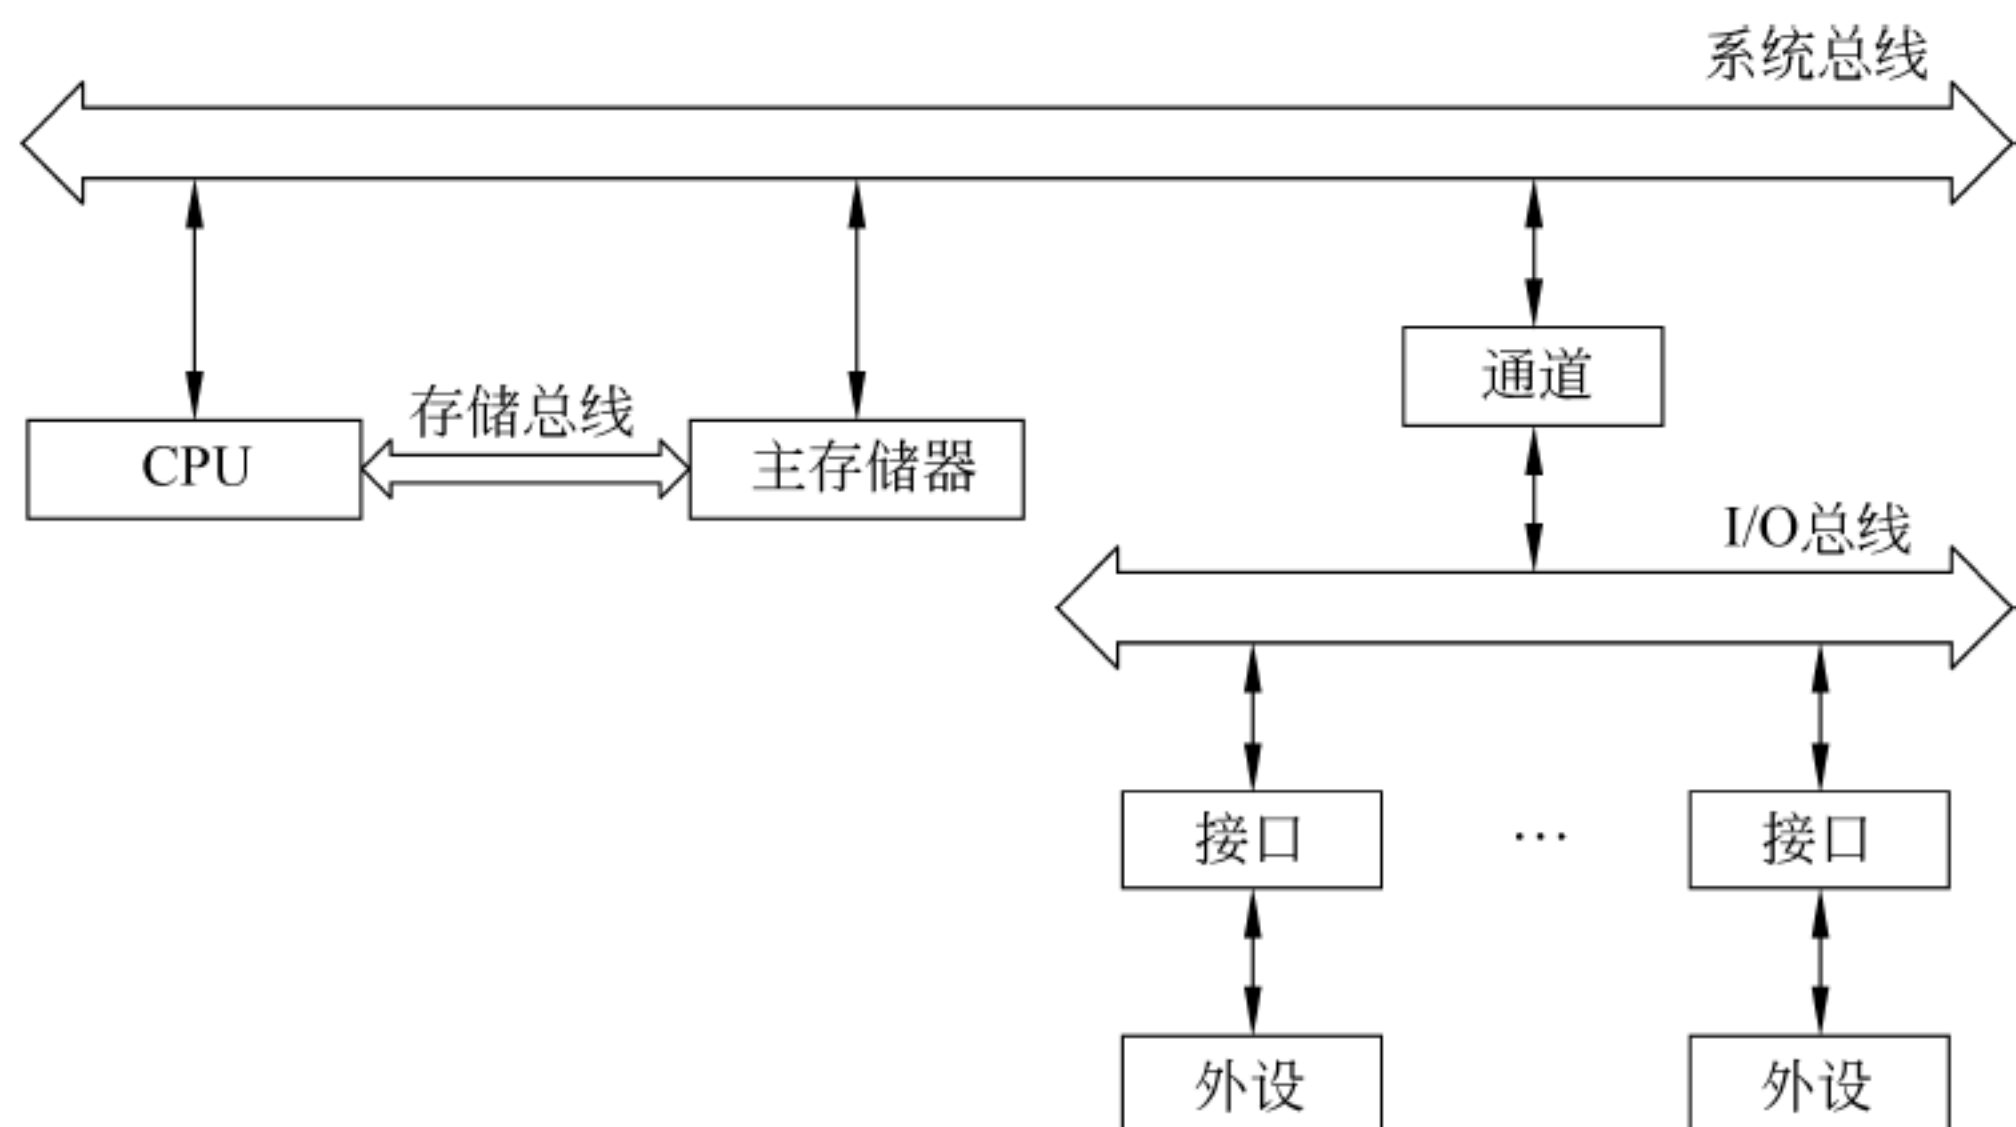 系统总线
通道
存储总线
CPU
主存储器
I/O总线
接口
…
接口
外设
外设